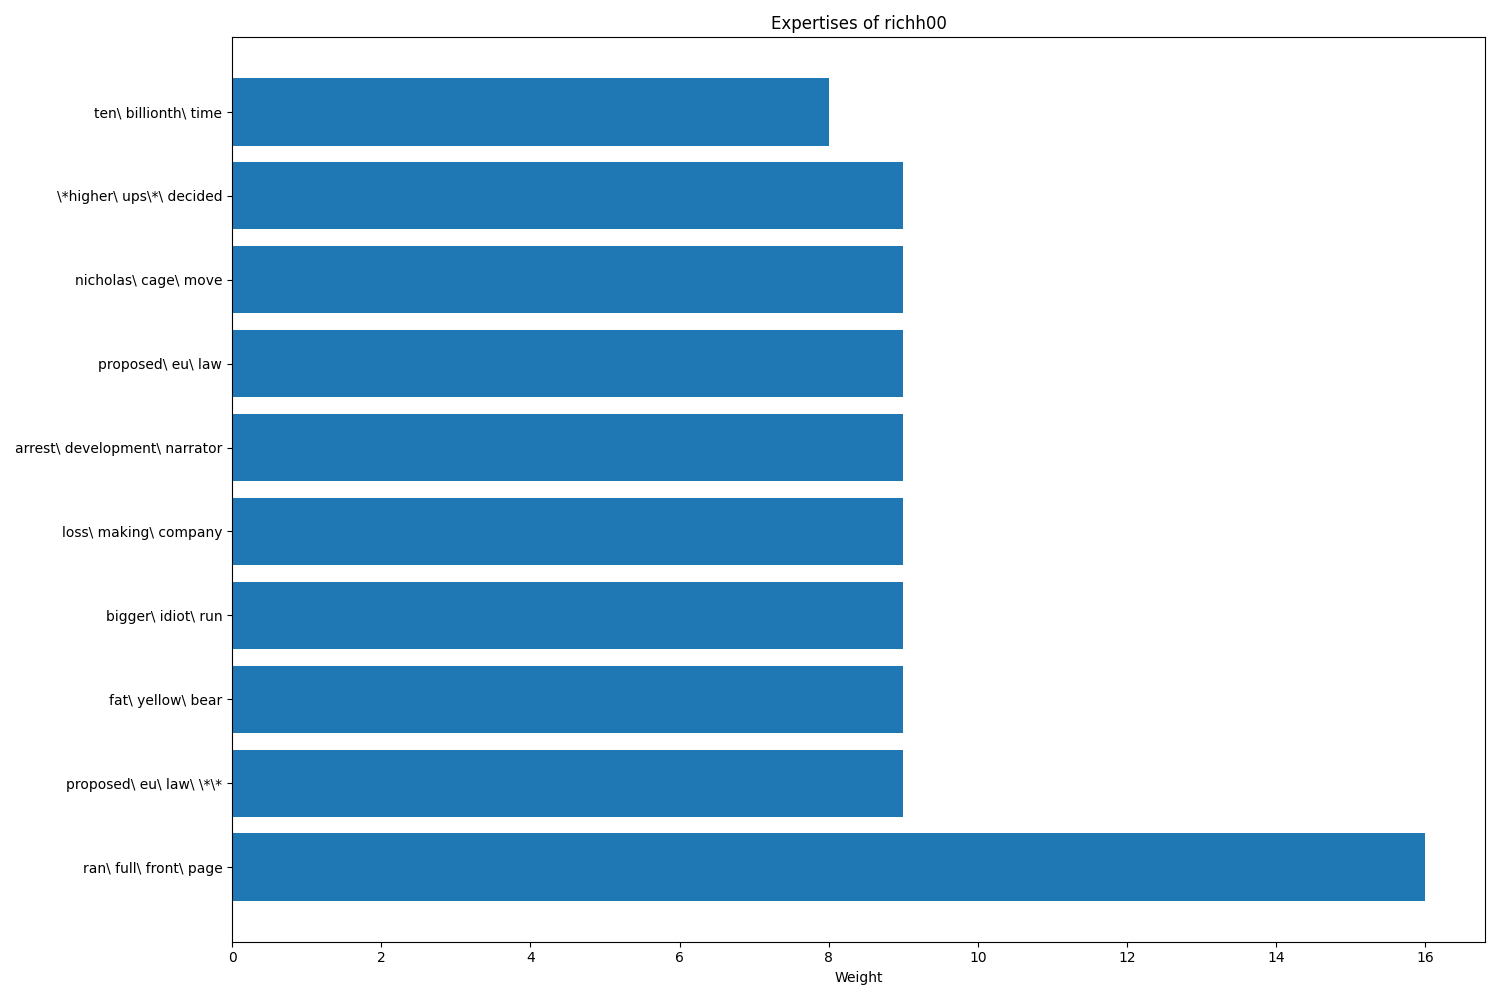 Expertises of richh00
ten\ billionth\ time
\*higher\ ups\*\ decided
nicholas\ cage\ move
proposed\ eu\ law
arrest\ development\ narrator
loss\ making\ company
bigger\ idiot\ run
fat\ yellow\ bear
proposed\ eu\ law\ \*\*
ran\ full\ front\ page
0 2 4 6 8 10 12 14 16
Weight